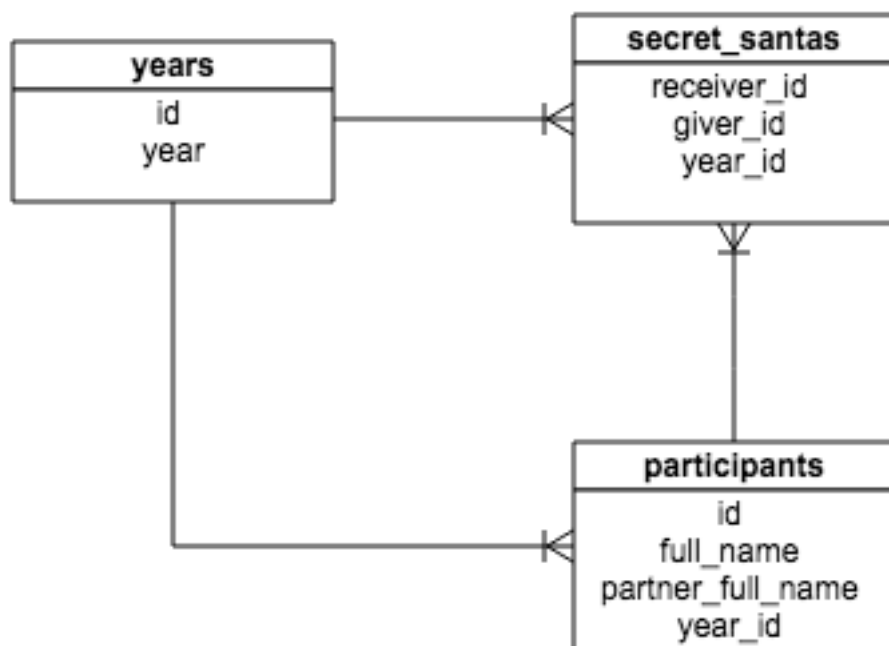 years
id
year
secret_santas
receiver_id
giver_id
year_id
participants
id
full_name
partner_full_name
year_id